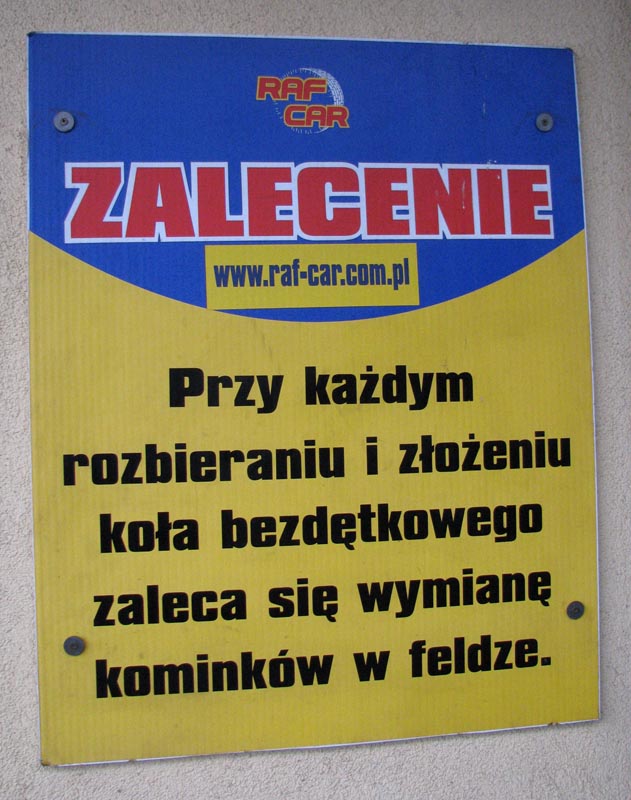 RAF
CAR
ZALECENIE
www.raf-car.com.pl
Przy każdym
rozbieraniu i złożeniu
koła bezdętkowego
zaleca się wymianę
kominków w feldze.